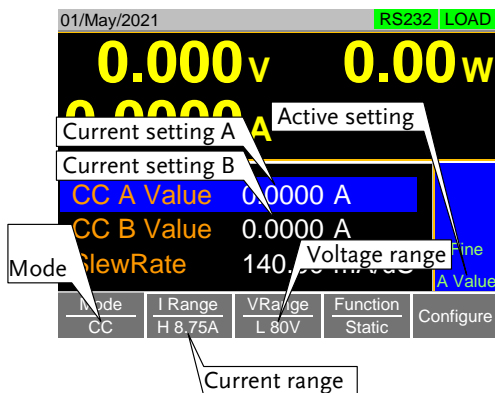 01/May/2021 RS232 LOAD
0.000 V 0.00 W
A
Active setting
Current setting A
Current setting B
CC A Value 0.0000 A
CC B Value 0.0000 A
SlewRate
Voltage range
Fine
A Value
Mode
Mode I Range VRange Function Configure
CC H 8.75A L 80V Static
Current range